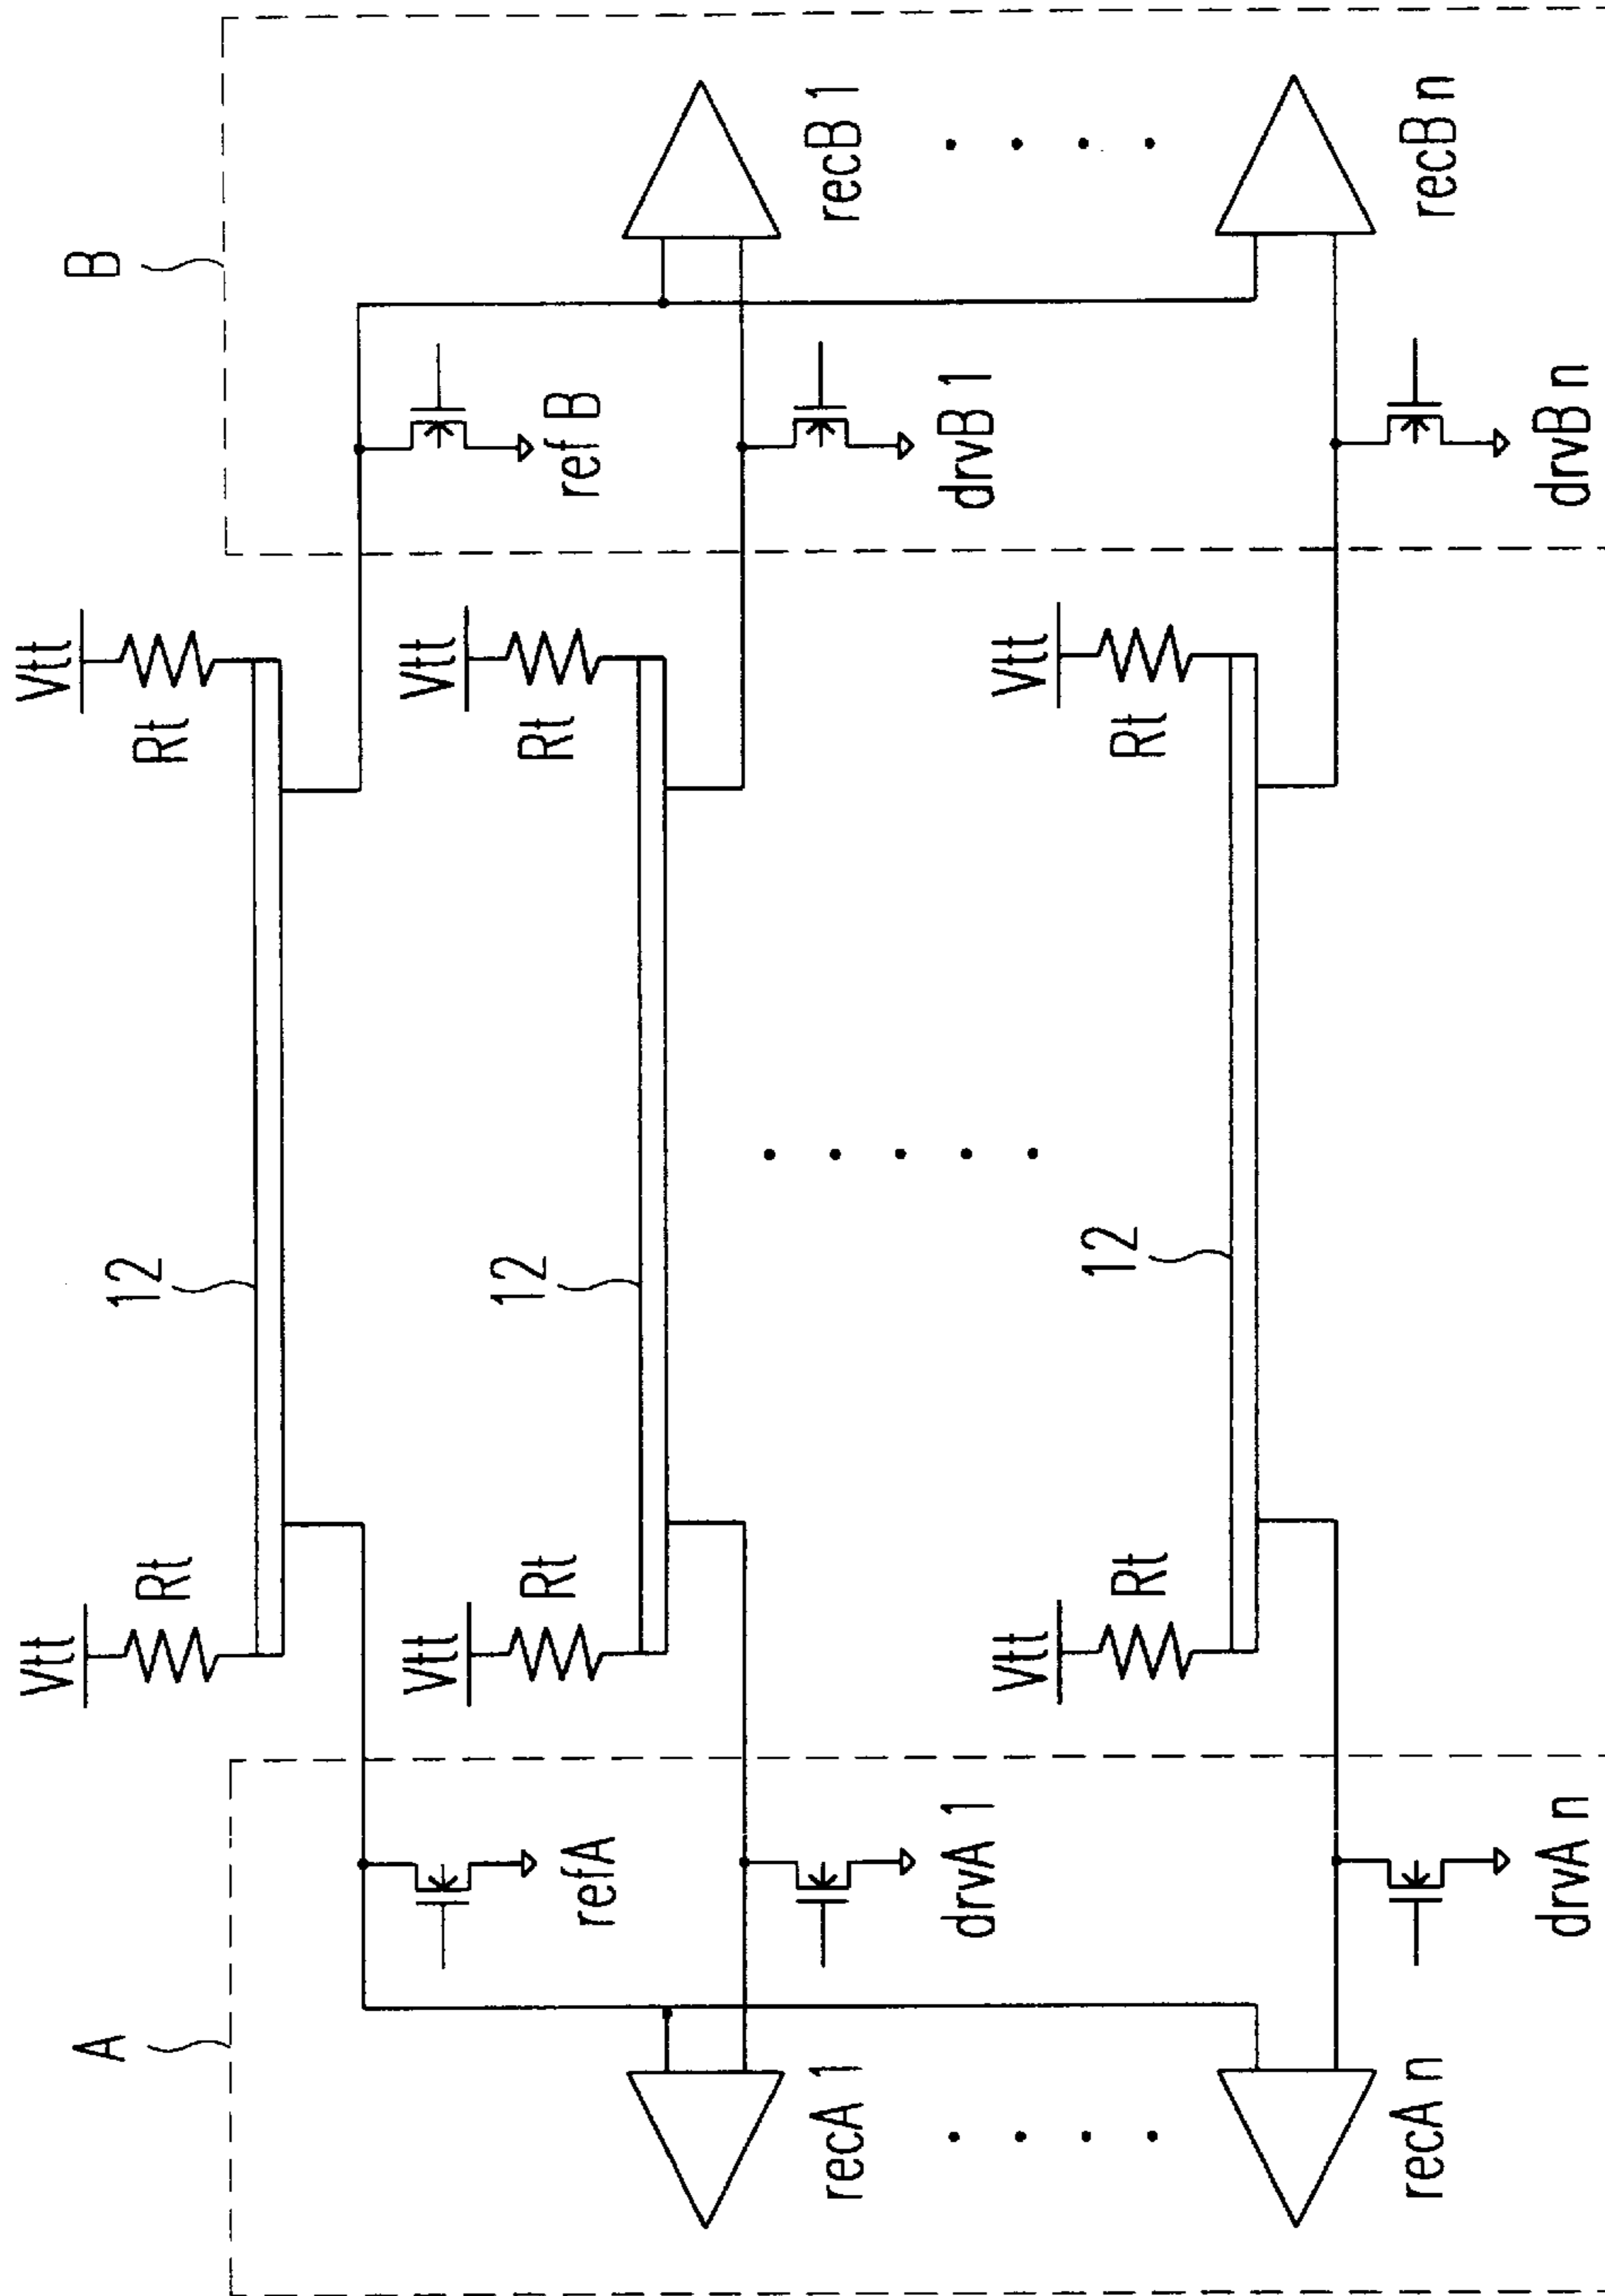 A
B
Vtt
Rt
12
Vtt
Rt
refA
ref B
Vtt
Rt
12
Vtt
Rt
recA 1
drvA 1
drvB 1
recB 1
Vtt
Rt
12
Vtt
Rt
recA n
drvA n
drvB n
recB n